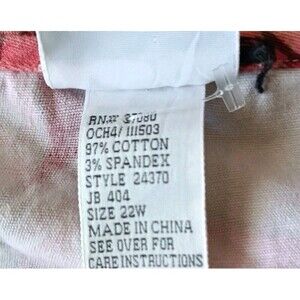 RN# 37080
OCH4/ 111503
97% COTTON
3% SPANDEX
STYLE 24370
JB 404
SIZE 22W
MADE IN CHINA
SEE OVER FOR
CARE INSTRUCTIONS